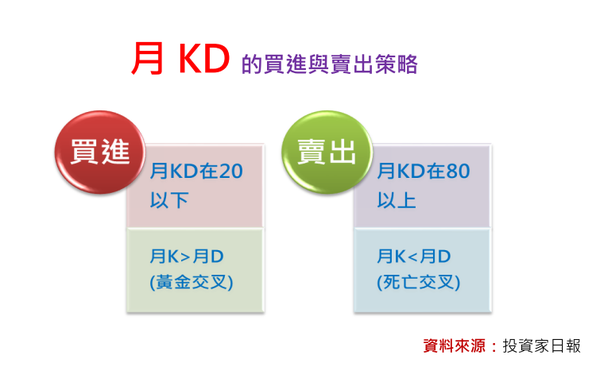 月 KD 的買進與賣出策略
買進
月KD在20
以下
月K>月D
(黃金交叉)
賣出
月KD在80
以上
月K<月D
(死亡交叉)
資料來源：投資家日報